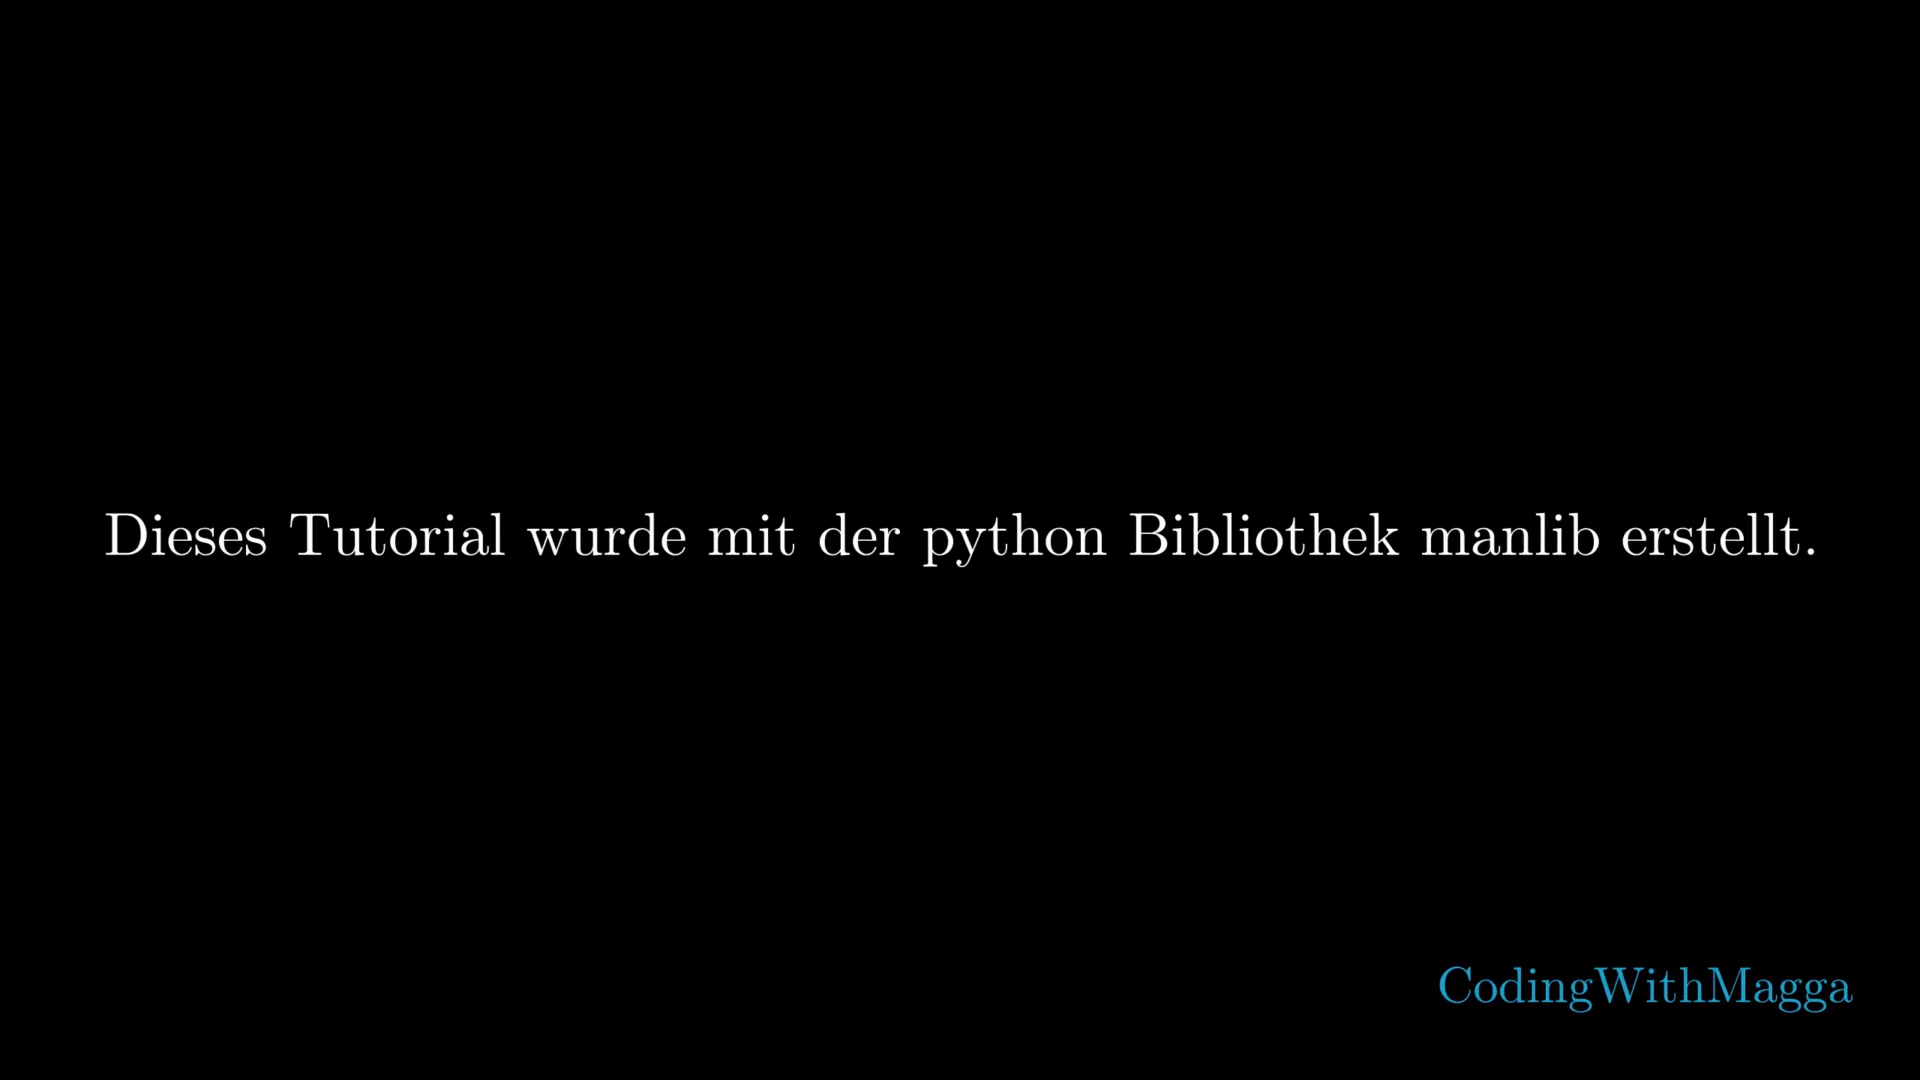 Dieses Tutorial wurde mit der python Bibliothek manlib erstellt.
CodingWithMagga